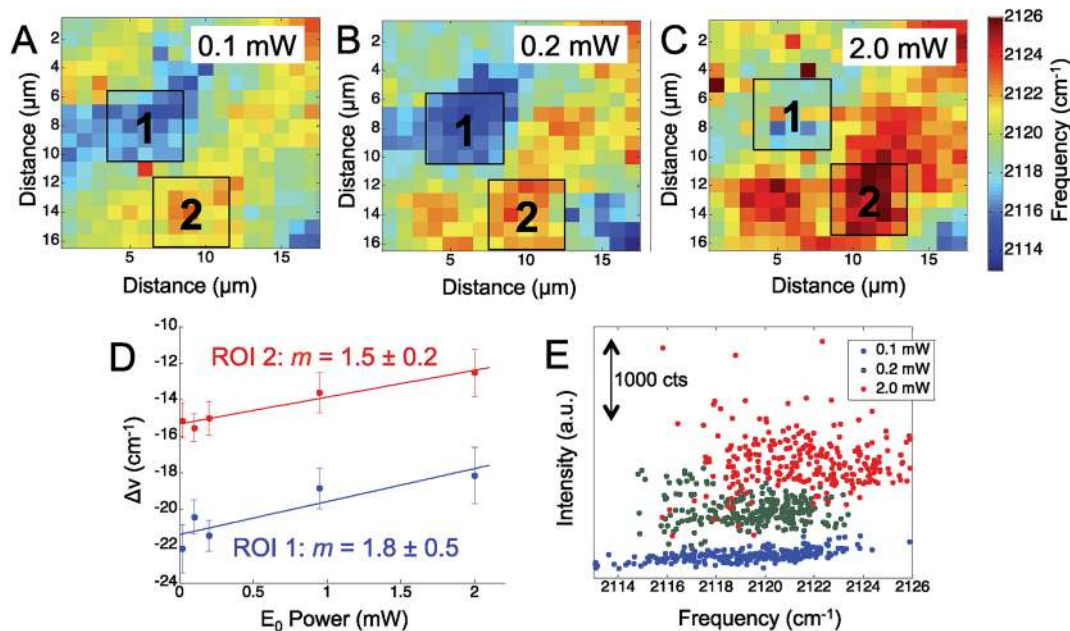 A
0.1 mW
B
0.2 mW
C
2.0 mW
Distance (µm)
2
4
6
8
10
12
14
16
1
2
5
10
15
Distance (µm)
Distance (µm)
2
4
6
8
10
12
14
16
1
2
5
10
15
Distance (µm)
Distance (µm)
2
4
6
8
10
12
14
16
1
2
5
10
15
Distance (µm)
2126
2124
2122
2120
2118
2116
2114
Frequency (cm⁻¹)
D
-10
-12
-14
-16
-18
-20
-22
-24
Δν (cm⁻¹)
ROI 2: m = 1.5 ± 0.2
ROI 1: m = 1.8 ± 0.5
0
0.5
1
1.5
2
E₀ Power (mW)
E
1000 cts
0.1 mW
0.2 mW
2.0 mW
Intensity (a.u.)
2114
2116
2118
2120
2122
2124
2126
Frequency (cm⁻¹)